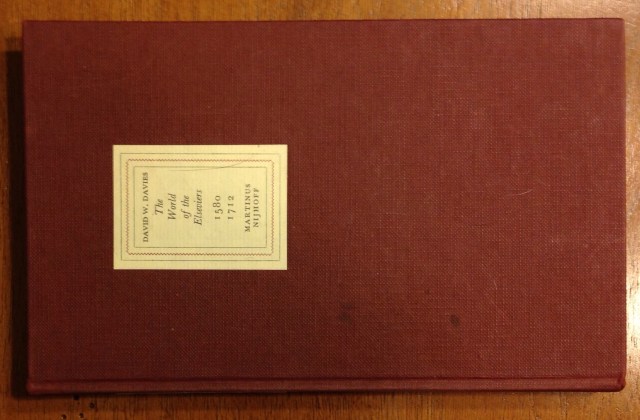 DAVID W. DAVIES
The
World
of the
Elseviers
1580
1712
MARTINUS
NIJHOFF